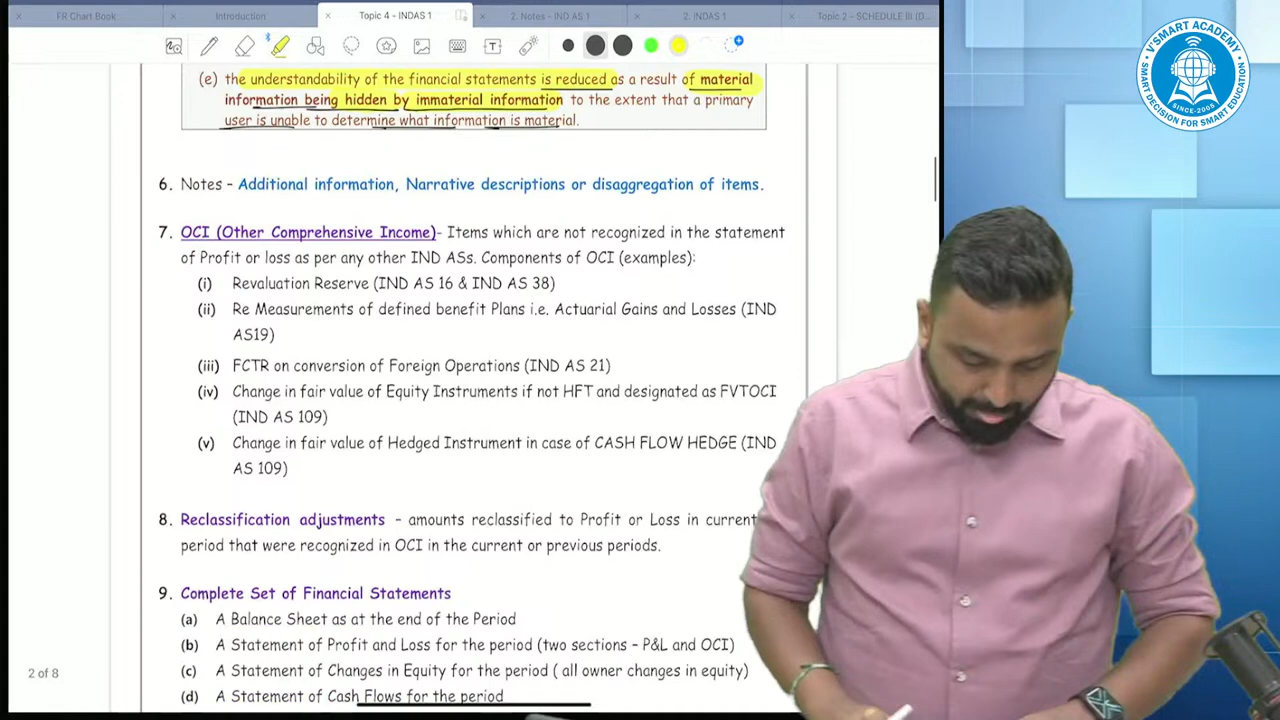 FR Chart Book
Introduction
Topic 4 - INDAS 1
2. Notes - IND AS 1
2. INDAS 1
Topic 2 – SCHEDULE III (D...
(e) the understandability of the financial statements is reduced as a result of material
information being hidden by immaterial information to the extent that a primary
user is unable to determine what information is material.
6. Notes – Additional information, Narrative descriptions or disaggregation of items.
7. OCI (Other Comprehensive Income)- Items which are not recognized in the statement
of Profit or loss as per any other IND ASs. Components of OCI (examples):
(i) Revaluation Reserve (IND AS 16 & IND AS 38)
(ii) Re Measurements of defined benefit Plans i.e. Actuarial Gains and Losses (IND
AS19)
(iii) FCTR on conversion of Foreign Operations (IND AS 21)
(iv) Change in fair value of Equity Instruments if not HFT and designated as FVTOCI
(IND AS 109)
(v) Change in fair value of Hedged Instrument in case of CASH FLOW HEDGE (IND
AS 109)
8. Reclassification adjustments – amounts reclassified to Profit or Loss in current
period that were recognized in OCI in the current or previous periods.
9. Complete Set of Financial Statements
(a) A Balance Sheet as at the end of the Period
(b) A Statement of Profit and Loss for the period (two sections – P&L and OCI)
(c) A Statement of Changes in Equity for the period ( all owner changes in equity)
(d) A Statement of Cash Flows for the period
2 of 8
V'SMART ACADEMY
SMART DECISION FOR SMART EDUCATION
SINCE-2005